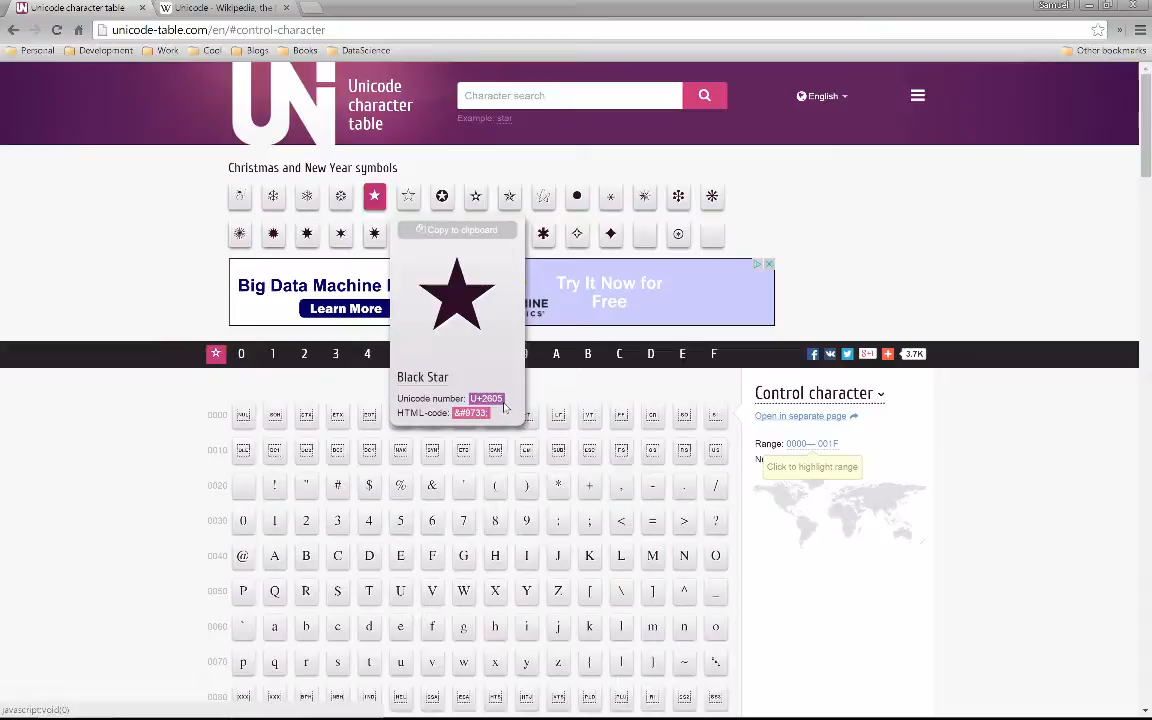 Unicode character table
Unicode - Wikipedia, the f
Samuel
unicode-table.com/en/#control-character
Personal
Development
Work
Cool
Blogs
Books
DataScience
Other bookmarks
UN
Unicode
character
table
Character search
Example: star
English
Christmas and New Year symbols
☃ ❄ ❅ ❆ ★ ☆ ✪ ✫ ✯ ⚝ ● ⁎ ☀ ❇ ❋
Copy to clipboard
Big Data Machine
Learn More
Try It Now for
Free
0 1 2 3 4 A B C D E F
3.7K
Black Star
Unicode number: U+2605
HTML-code: &#9733;
Control character
Open in separate page
Range: 0000— 001F
Click to highlight range
0000
0010
0020 ! " # $ % & ' ( ) * + , - . /
0030 0 1 2 3 4 5 6 7 8 9 : ; < = > ?
0040 @ A B C D E F G H I J K L M N O
0050 P Q R S T U V W X Y Z [ \ ] ^ _
0060 ` a b c d e f g h i j k l m n o
0070 p q r s t u v w x y z { | } ~
0080
javascript:void(0)